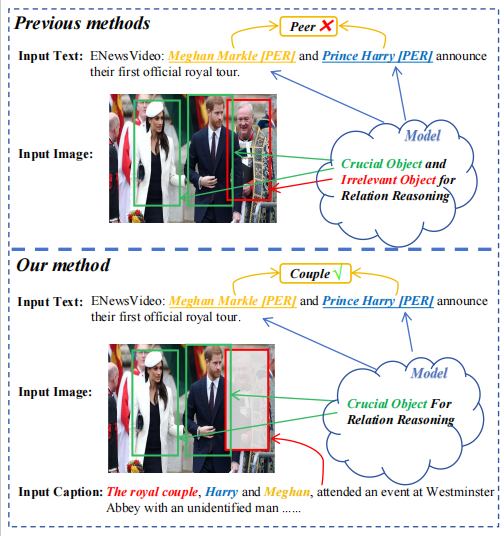 Previous methods
Peer ✕
Input Text: ENewsVideo: Meghan Markle [PER] and Prince Harry [PER] announce
their first official royal tour.
Model
Input Image:
Crucial Object and
Irrelevant Object for
Relation Reasoning
Our method
Couple √
Input Text: ENewsVideo: Meghan Markle [PER] and Prince Harry [PER] announce
their first official royal tour.
Model
Input Image:
Crucial Object For
Relation Reasoning
Input Caption: The royal couple, Harry and Meghan, attended an event at Westminster
Abbey with an unidentified man ......